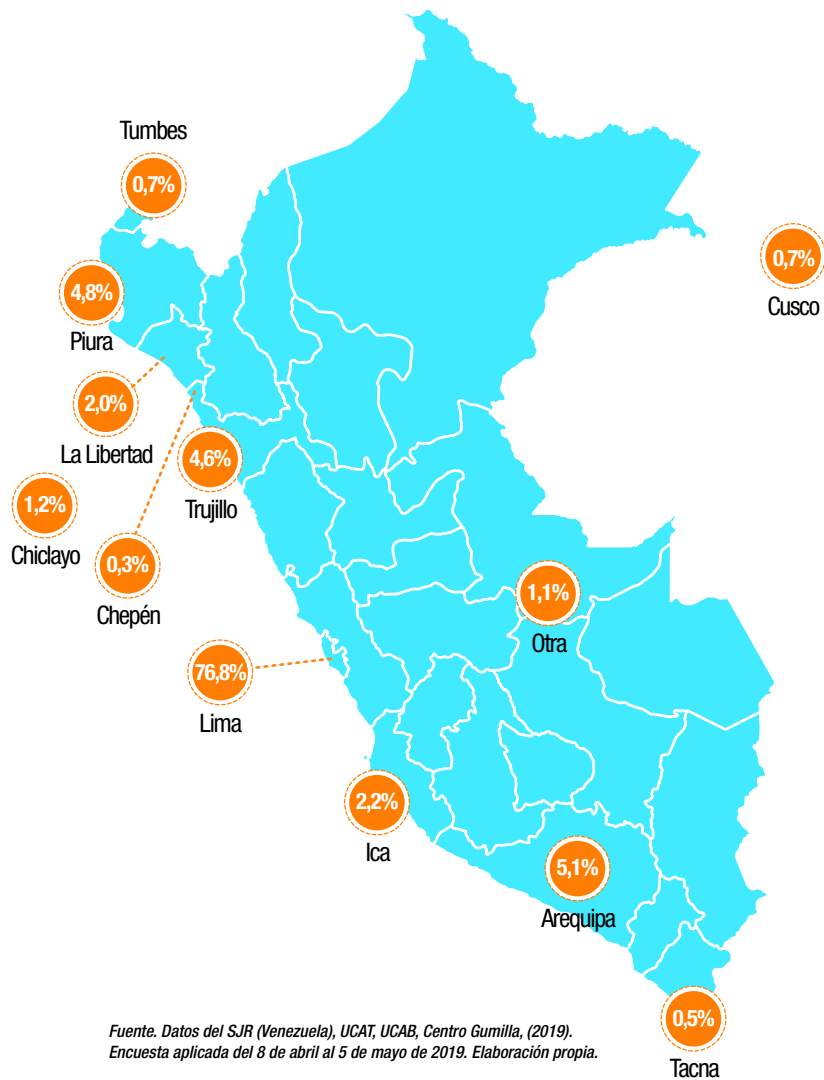 Tumbes
0,7%
0,7%
Cusco
4,8%
Piura
2,0%
La Libertad
4,6%
Trujillo
1,2%
Chiclayo
0,3%
Chepén
1,1%
Otra
76,8%
Lima
2,2%
Ica
5,1%
Arequipa
0,5%
Tacna
Fuente. Datos del SJR (Venezuela), UCAT, UCAB, Centro Gumilla, (2019).
Encuesta aplicada del 8 de abril al 5 de mayo de 2019. Elaboración propia.